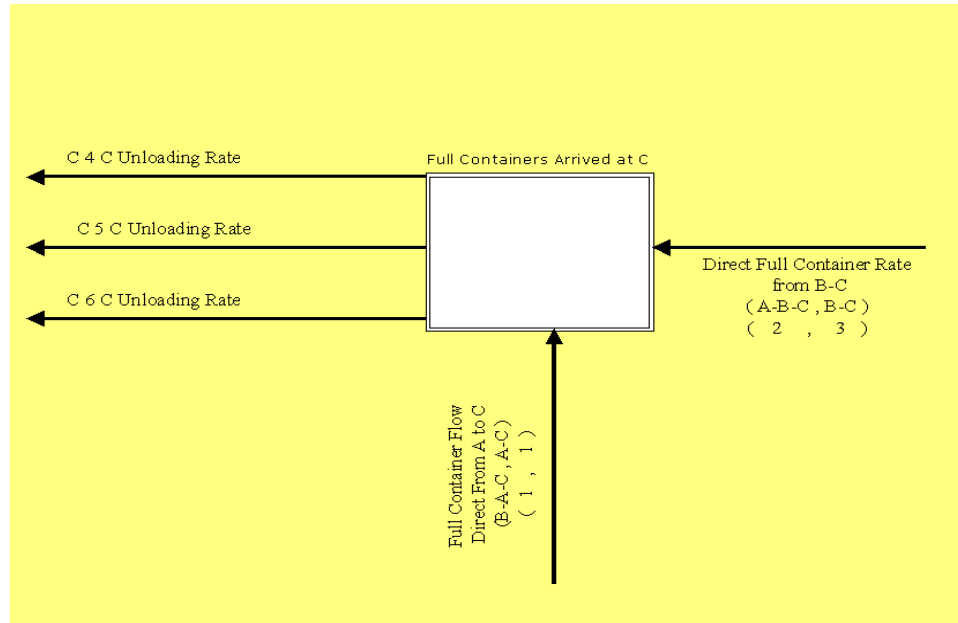 C 4 C Unloading Rate
Full Containers Arrived at C
C 5 C Unloading Rate
C 6 C Unloading Rate
Direct Full Container Rate
from B-C
( A-B-C , B-C )
( 2 , 3 )
Full Container Flow
Direct From A to C
(B-A-C , A-C)
( 1 , 1 )